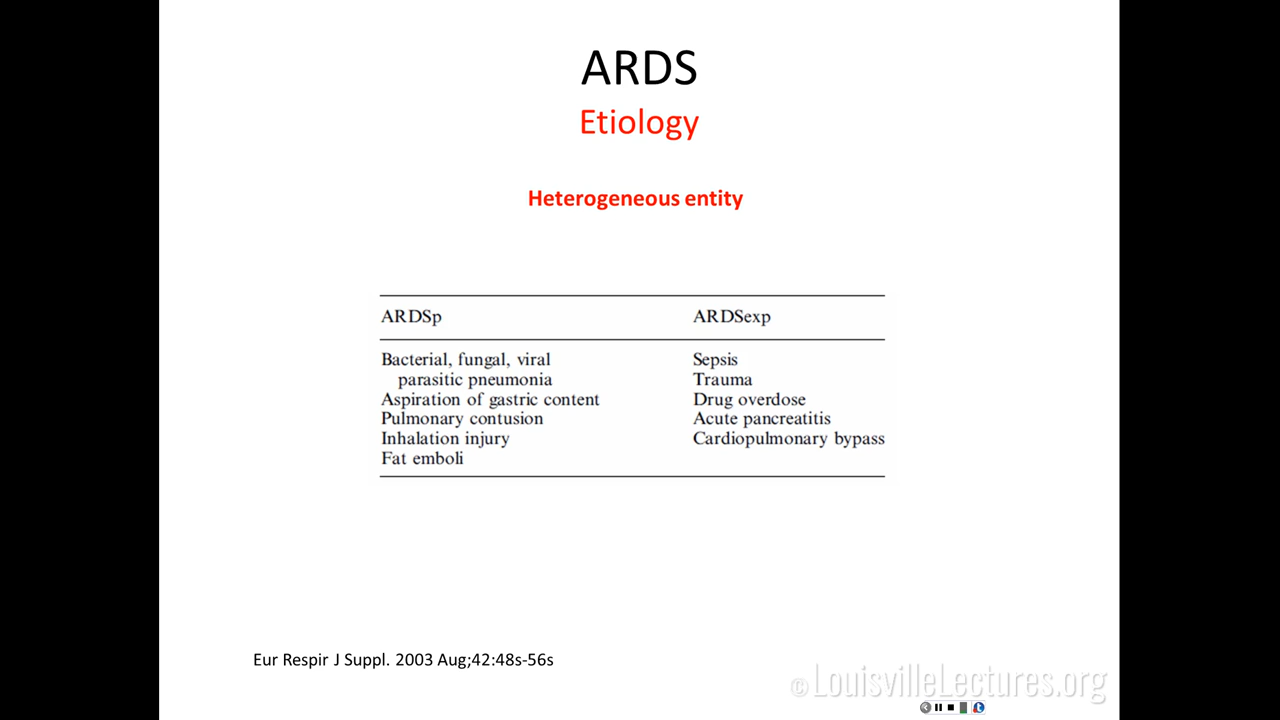 ARDS
Etiology
Heterogeneous entity
ARDSp ARDSexp
Bacterial, fungal, viral Sepsis
parasitic pneumonia Trauma
Aspiration of gastric content Drug overdose
Pulmonary contusion Acute pancreatitis
Inhalation injury Cardiopulmonary bypass
Fat emboli
Eur Respir J Suppl. 2003 Aug;42:48s-56s
©LouisvilleLectures.org